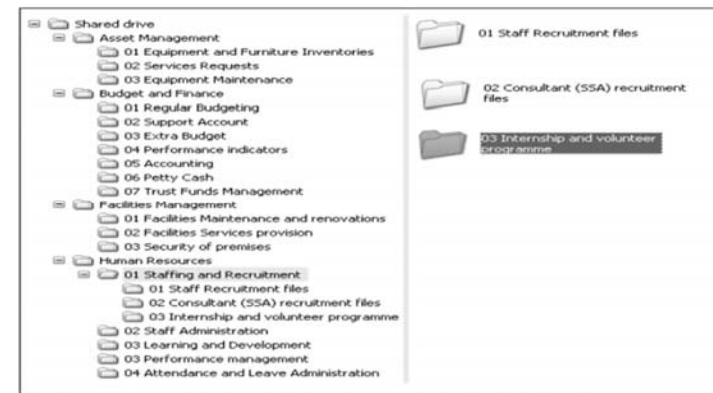 Shared drive
Asset Management
01 Equipment and Furniture Inventories
02 Services Requests
03 Equipment Maintenance
Budget and Finance
01 Regular Budgeting
02 Support Account
03 Extra Budget
04 Performance indicators
05 Accounting
06 Petty Cash
07 Trust Funds Management
Facilities Management
01 Facilities Maintenance and renovations
02 Facilities Services provision
03 Security of premises
Human Resources
01 Staffing and Recruitment
01 Staff Recruitment files
02 Consultant (SSA) recruitment files
03 Internship and volunteer programme
02 Staff Administration
03 Learning and Development
03 Performance management
04 Attendance and Leave Administration
01 Staff Recruitment files
02 Consultant (SSA) recruitment
files
03 Internship and volunteer
programme